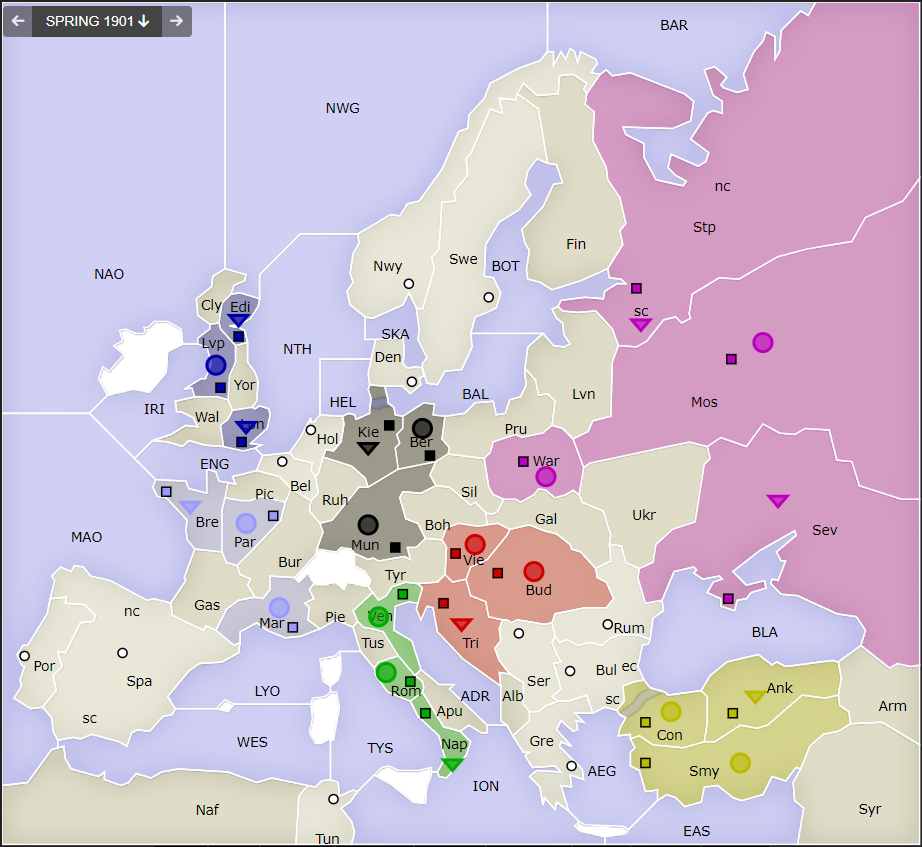 ← SPRING 1901 ↓ →
BAR
NWG
nc
Stp
Fin
Swe
BOT
Nwy
NAO
Cly
Edi
sc
SKA
Lvp
NTH
Den
Mos
Yor
BAL
Lvn
HEL
IRI
Wal
Lon
Kie
Ber
Pru
Hol
War
ENG
Bel
Sil
Pic
Ruh
Ukr
Gal
Boh
Bre
Par
Mun
Sev
MAO
Vie
Bur
Tyr
Bud
nc
Gas
Mar
Pie
Ven
Rum
BLA
Tus
Tri
Por
Spa
Ser
Bul
ec
LYO
Rom
ADR
Alb
sc
Ank
Arm
sc
Apu
Con
WES
TYS
Nap
Gre
AEG
Smy
ION
Naf
Syr
Tun
EAS